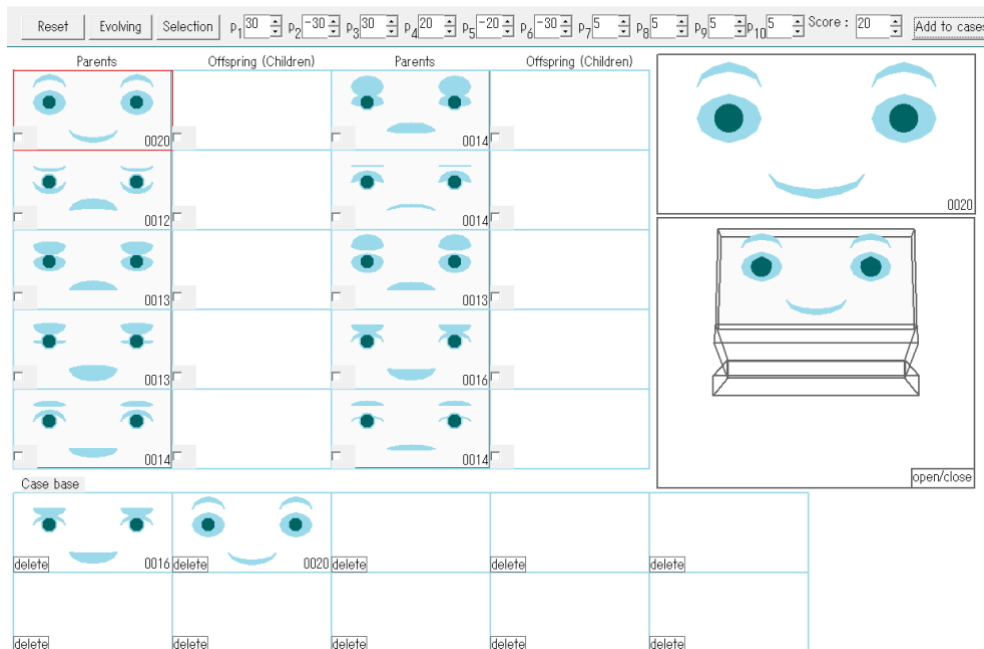 Reset Evolving Selection p1 30 p2 -30 p3 30 p4 20 p5 -20 p6 -30 p7 5 p8 5 p9 5 p10 5 Score : 20 Add to cases
Parents Offspring (Children) Parents Offspring (Children)
0020 0014
0020
0012 0014
0013 0013
0013 0016
0014 0014
open/close
Case base
delete 0016 delete 0020 delete delete delete
delete delete delete delete delete